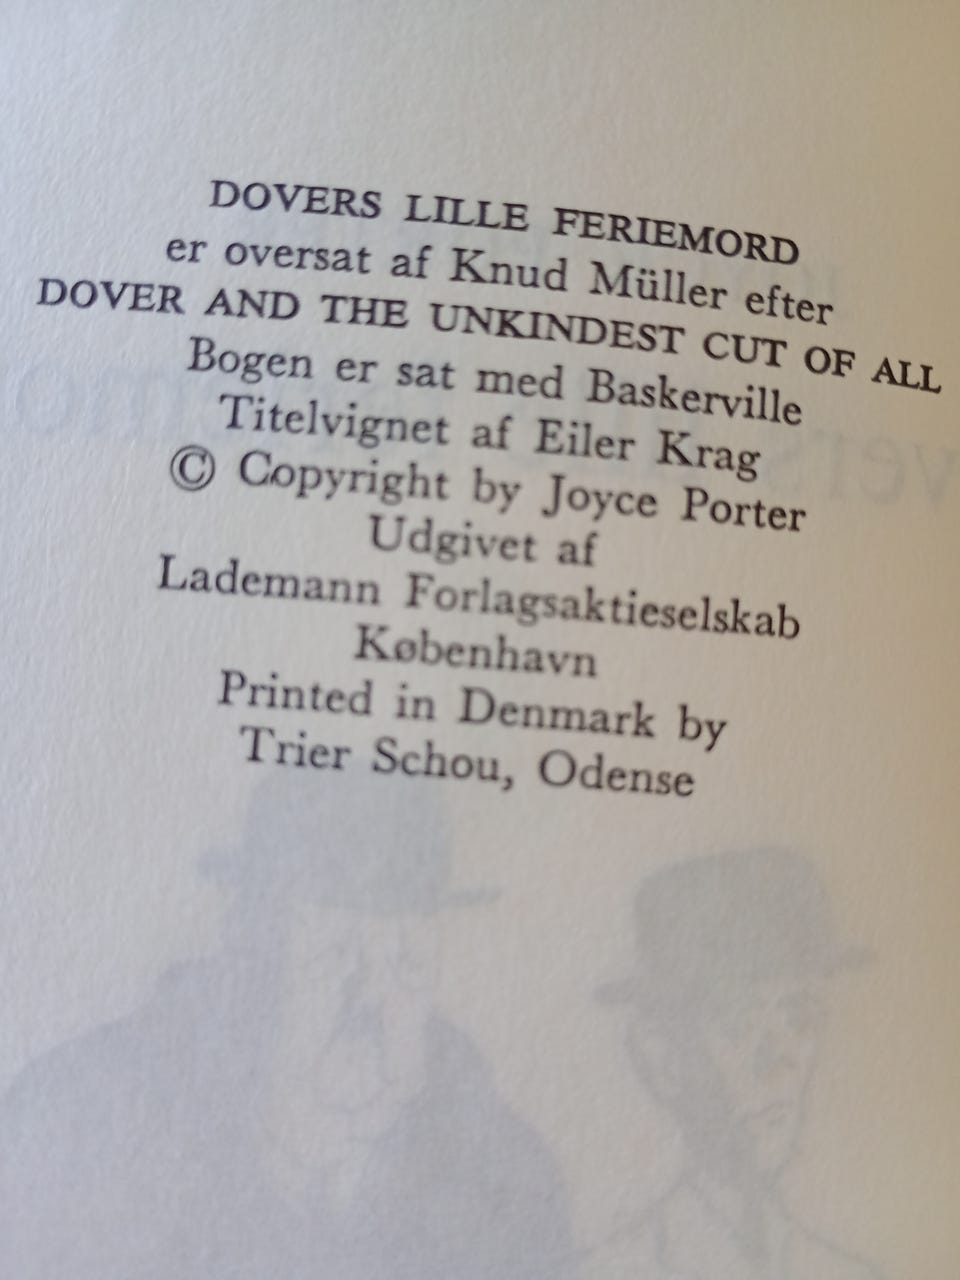 DOVERS LILLE FERIEMORD
er oversat af Knud Müller efter
DOVER AND THE UNKINDEST CUT OF ALL
Bogen er sat med Baskerville
Titelvignet af Eiler Krag
© Copyright by Joyce Porter
Udgivet af
Lademann Forlagsaktieselskab
København
Printed in Denmark by
Trier Schou, Odense